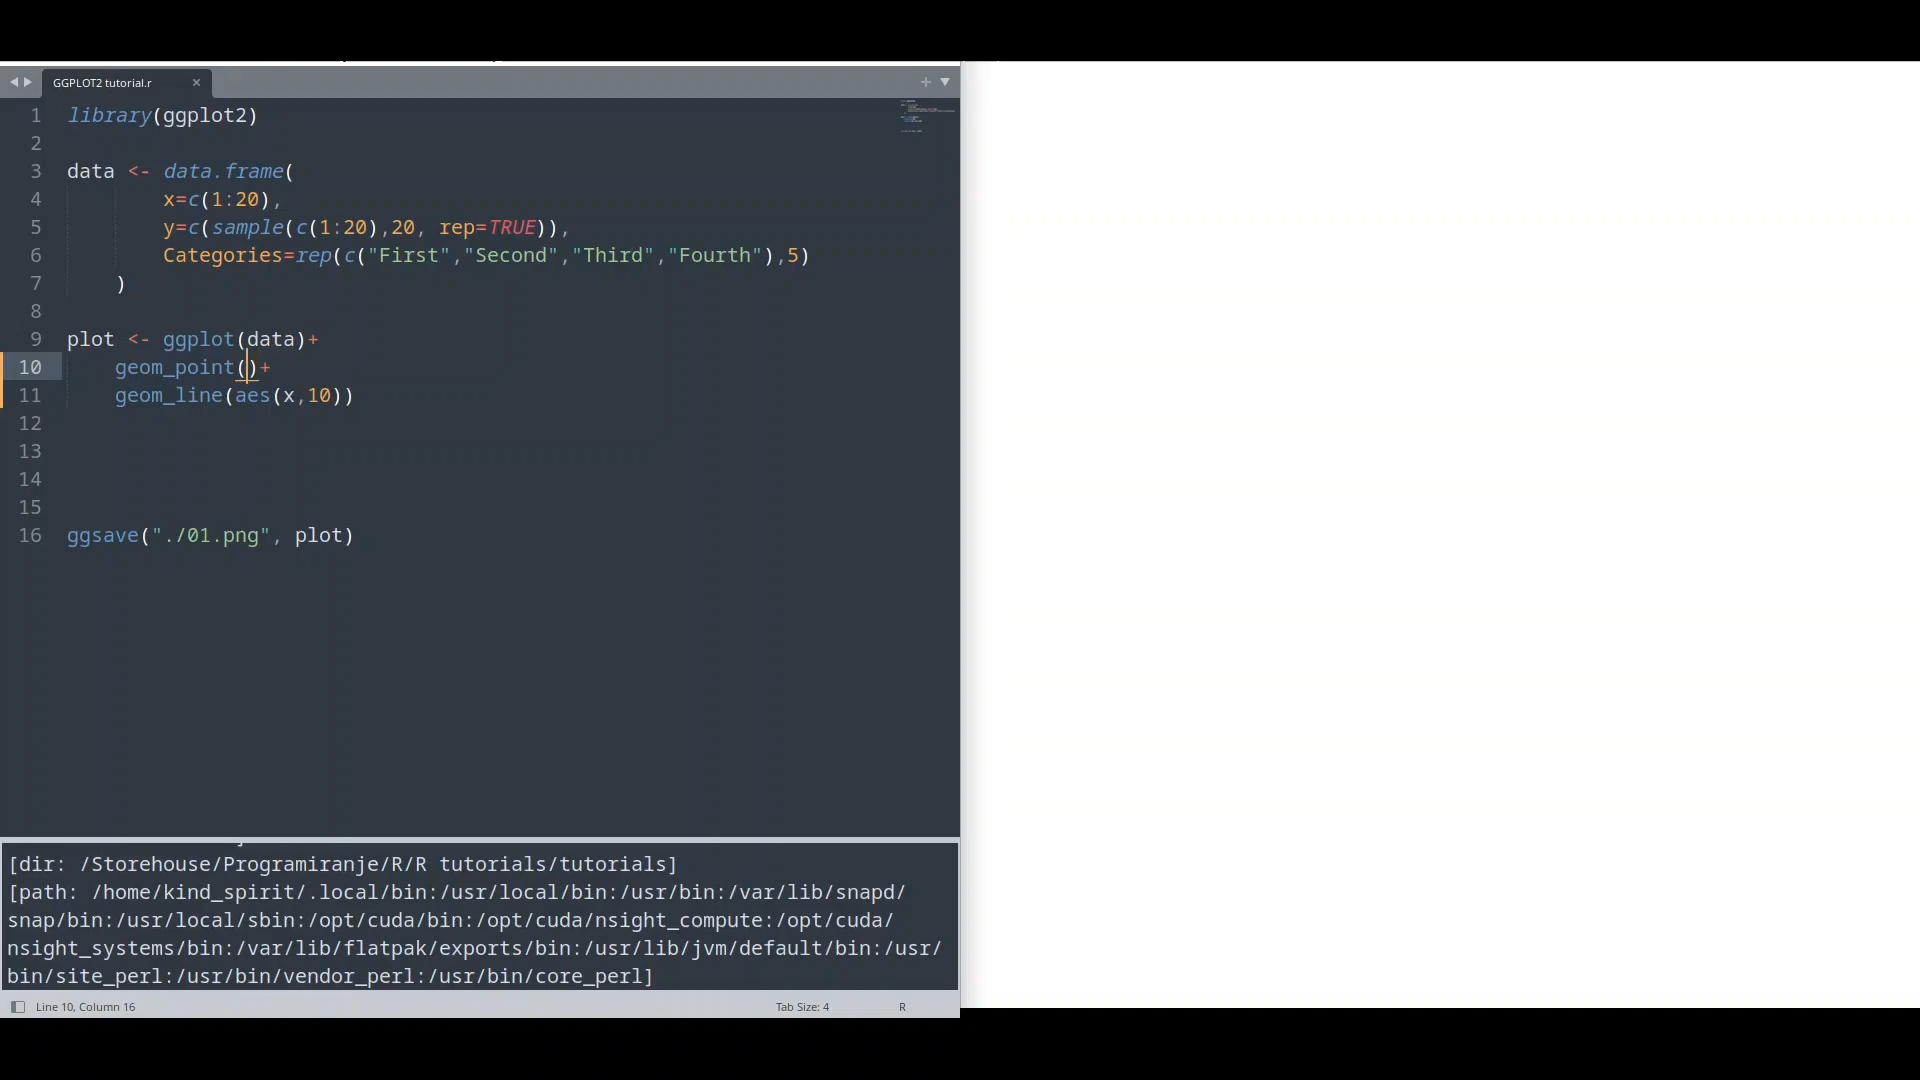 GGPLOT2 tutorial.r
1 library(ggplot2)
2
3 data <- data.frame(
4 x=c(1:20),
5 y=c(sample(c(1:20),20, rep=TRUE)),
6 Categories=rep(c("First","Second","Third","Fourth"),5)
7 )
8
9 plot <- ggplot(data)+
10 geom_point()+
11 geom_line(aes(x,10))
12
13
14
15
16 ggsave("./01.png", plot)
[dir: /Storehouse/Programiranje/R/R tutorials/tutorials]
[path: /home/kind_spirit/.local/bin:/usr/local/bin:/usr/bin:/var/lib/snapd/
snap/bin:/usr/local/sbin:/opt/cuda/bin:/opt/cuda/nsight_compute:/opt/cuda/
nsight_systems/bin:/var/lib/flatpak/exports/bin:/usr/lib/jvm/default/bin:/usr/
bin/site_perl:/usr/bin/vendor_perl:/usr/bin/core_perl]
Line 10, Column 16
Tab Size: 4
R